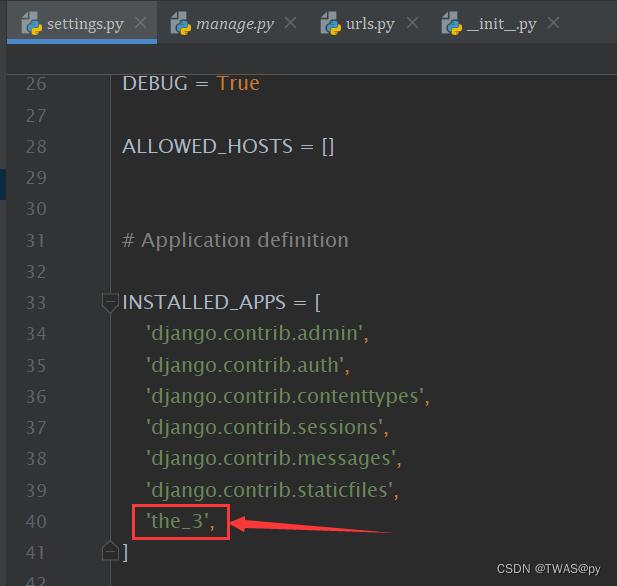 settings.py manage.py urls.py __init__.py
26 DEBUG = True
27
28 ALLOWED_HOSTS = []
29
30
31 # Application definition
32
33 INSTALLED_APPS = [
34 'django.contrib.admin',
35 'django.contrib.auth',
36 'django.contrib.contenttypes',
37 'django.contrib.sessions',
38 'django.contrib.messages',
39 'django.contrib.staticfiles',
40 'the_3',
41 ]
42
CSDN @TWAS@py